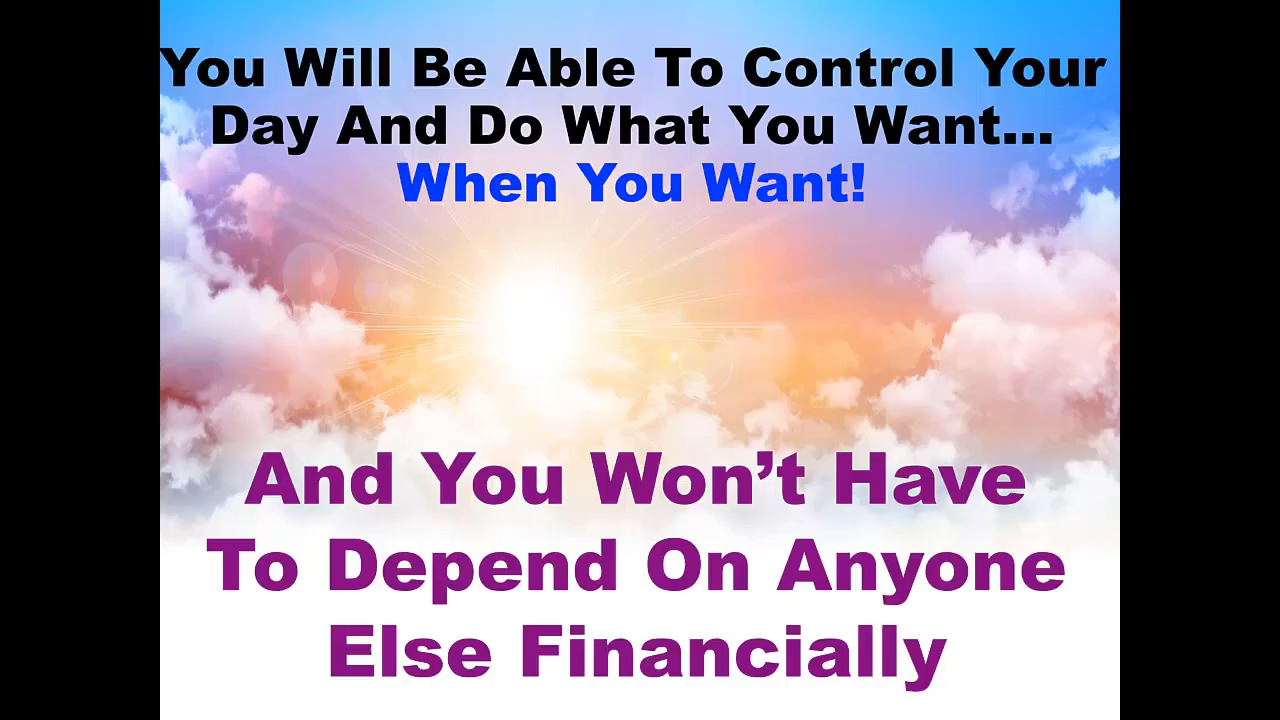 You Will Be Able To Control Your
Day And Do What You Want...
When You Want!
And You Won’t Have
To Depend On Anyone
Else Financially